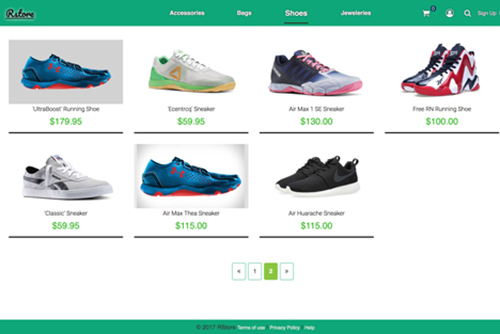 Rstore Accessories Bags Shoes Jeweleries 0 Sign Up
'UltraBoost' Running Shoe 'Ecentrcq' Sneaker Air Max 1 SE Sneaker Free RN Running Shoe
$179.95 $59.95 $130.00 $100.00
'Classic' Sneaker Air Max Thea Sneaker Air Huarache Sneaker
$59.95 $115.00 $115.00
< 1 2 >
© 2017 RStore Terms of use | Privacy Policy | Help